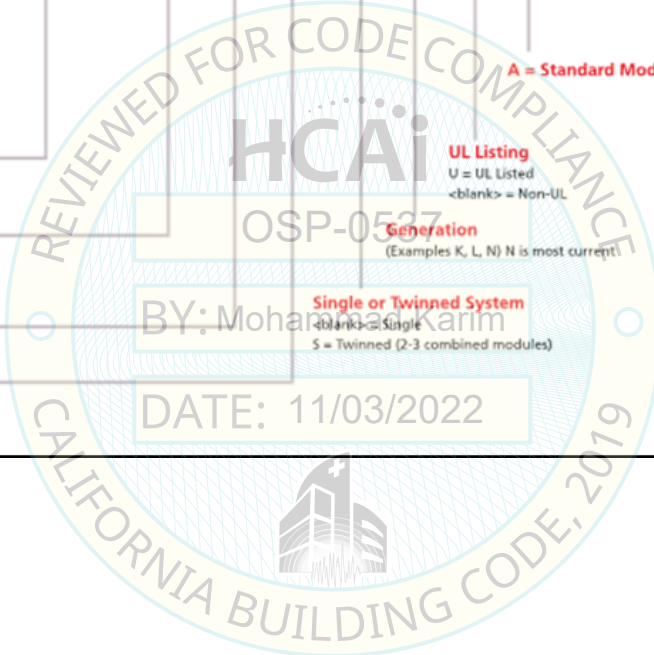 REVIEWED FOR CODE COMPLIANCE
HCAi
A = Standard Mod
UL Listing
U = UL Listed
<blank> = Non-UL
OSP-0537
Generation
(Examples K, L, N) N is most current
Single or Twinned System
<blank> = Single
S = Twinned (2-3 combined modules)
BY: Mohammad Karim
DATE: 11/03/2022
CALIFORNIA BUILDING CODE, 2019